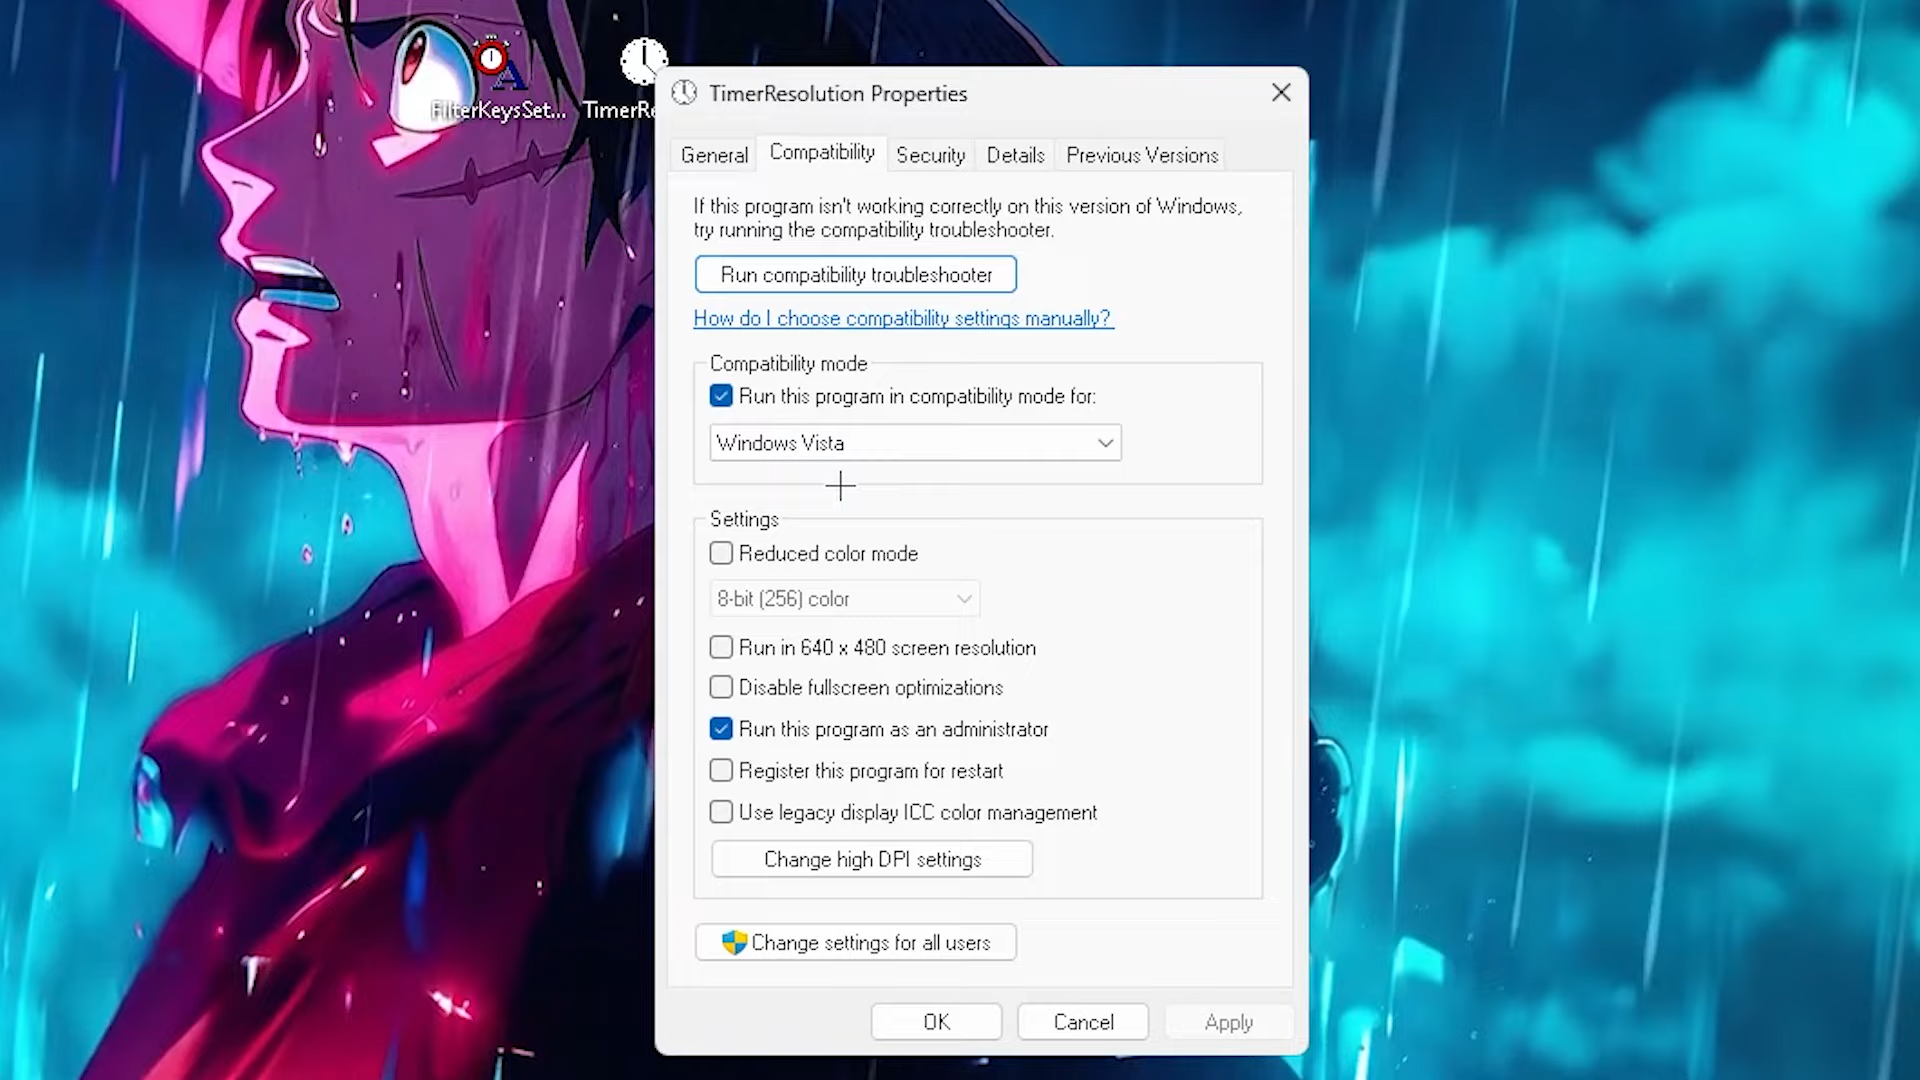 FilterKeysSet...
TimerRe
TimerResolution Properties
General
Compatibility
Security
Details
Previous Versions
If this program isn't working correctly on this version of Windows,
try running the compatibility troubleshooter.
Run compatibility troubleshooter
How do I choose compatibility settings manually?
Compatibility mode
Run this program in compatibility mode for:
Windows Vista
Settings
Reduced color mode
8-bit (256) color
Run in 640 x 480 screen resolution
Disable fullscreen optimizations
Run this program as an administrator
Register this program for restart
Use legacy display ICC color management
Change high DPI settings
Change settings for all users
OK
Cancel
Apply